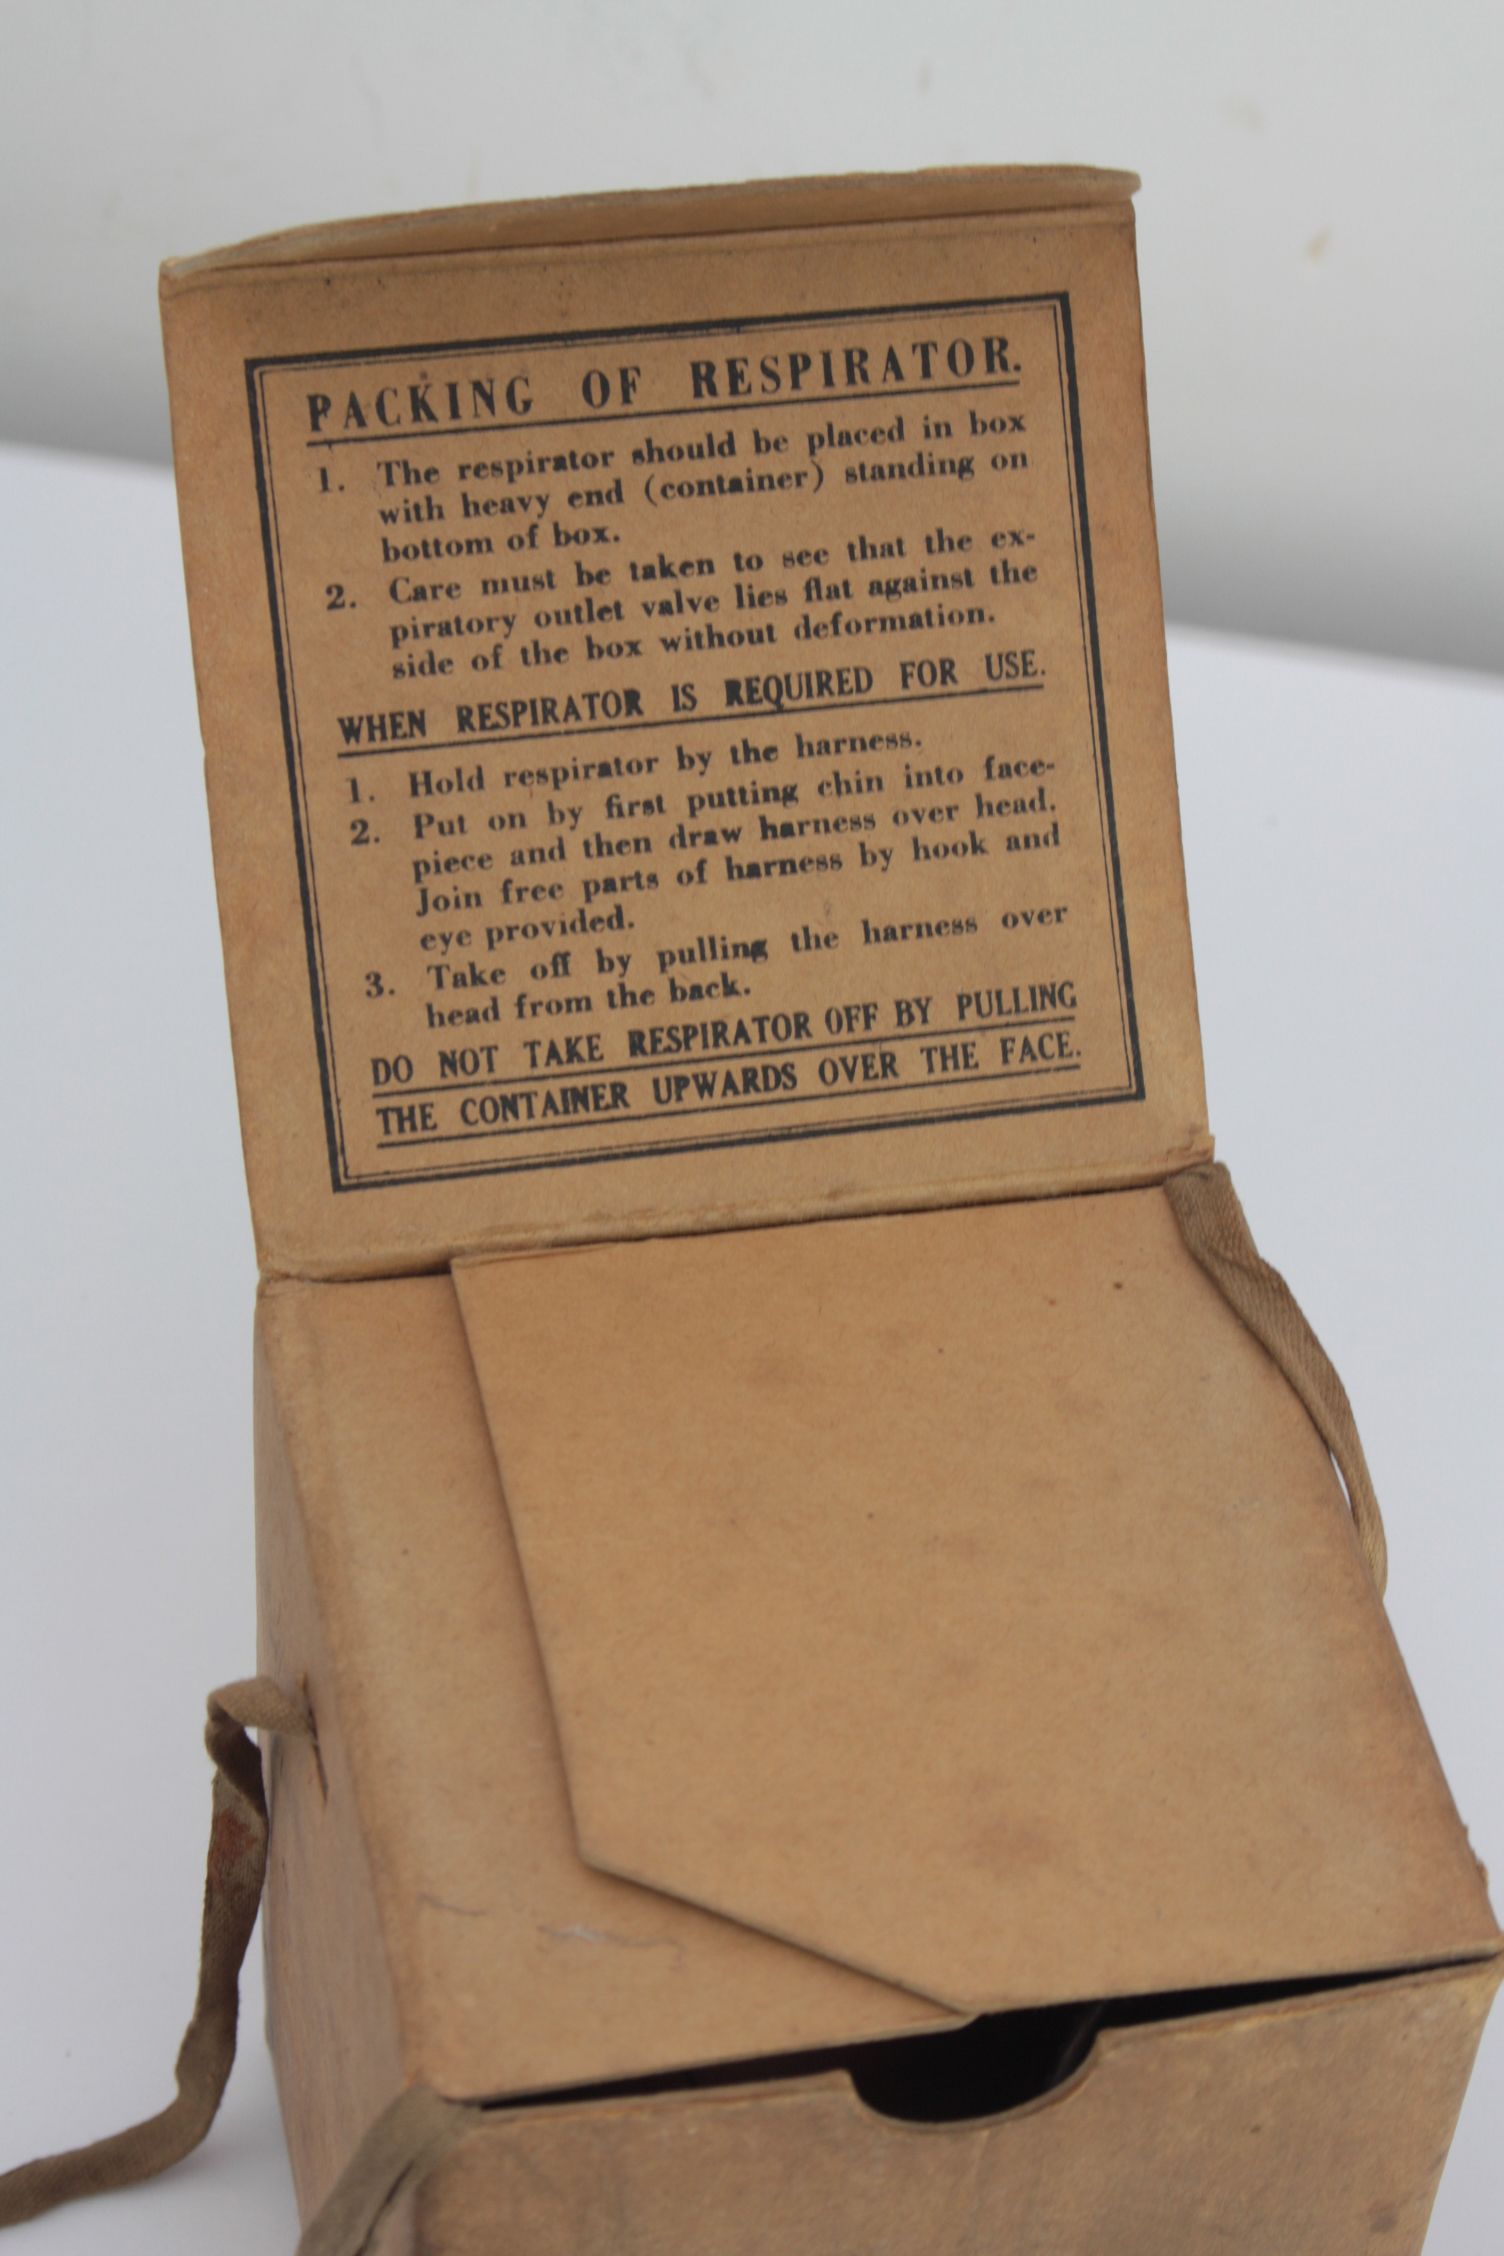 PACKING OF RESPIRATOR.
1. The respirator should be placed in box
with heavy end (container) standing on
bottom of box.
2. Care must be taken to see that the ex-
piratory outlet valve lies flat against the
side of the box without deformation.
WHEN RESPIRATOR IS REQUIRED FOR USE.
1. Hold respirator by the harness.
2. Put on by first putting chin into face-
piece and then draw harness over head.
Join free parts of harness by hook and
eye provided.
3. Take off by pulling the harness over
head from the back.
DO NOT TAKE RESPIRATOR OFF BY PULLING
THE CONTAINER UPWARDS OVER THE FACE.